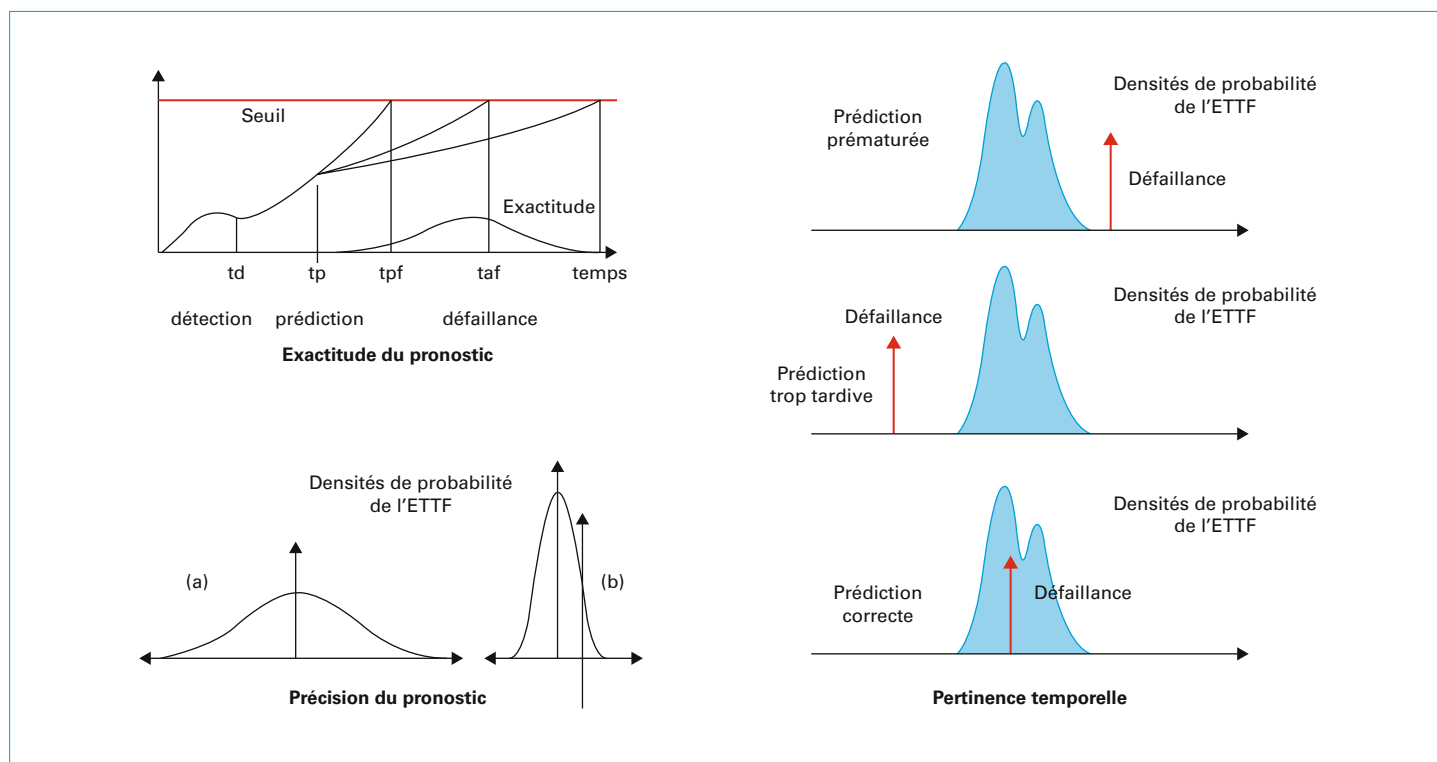 Seuil
Exactitude
td
tp
tpf
taf
temps
détection
prédiction
défaillance
Exactitude du pronostic
Densités de probabilité
de l'ETTF
(a)
(b)
Précision du pronostic
Prédiction
prématurée
Densités de probabilité
de l'ETTF
Défaillance
Densités de probabilité
de l'ETTF
Défaillance
Prédiction
trop tardive
Densités de probabilité
de l'ETTF
Prédiction
correcte
Défaillance
Pertinence temporelle